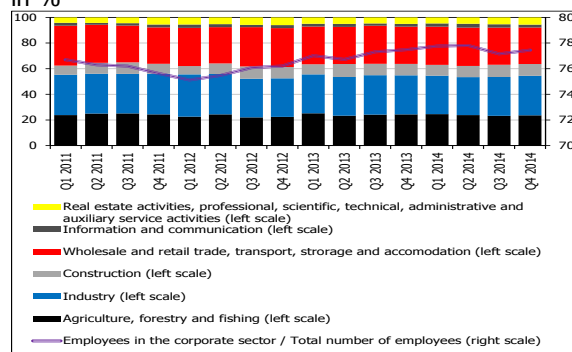 in %
100
80
60
40
20
0
80
78
76
74
72
70
Q1 2011
Q2 2011
Q3 2011
Q4 2011
Q1 2012
Q2 2012
Q3 2012
Q4 2012
Q1 2013
Q2 2013
Q3 2013
Q4 2013
Q1 2014
Q2 2014
Q3 2014
Q4 2014
Real estate activities, professional, scientific, technical, administrative and
auxiliary service activities (left scale)
Information and communication (left scale)
Wholesale and retail trade, transport, strorage and accomodation (left scale)
Construction (left scale)
Industry (left scale)
Agriculture, forestry and fishing (left scale)
Employees in the corporate sector / Total number of employees (right scale)